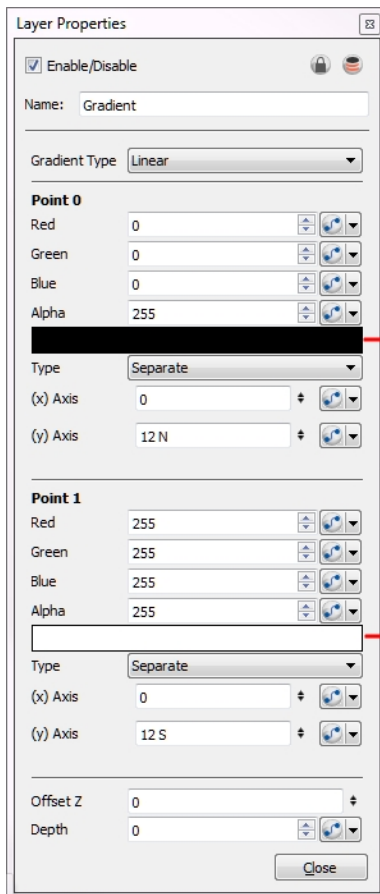 Layer Properties
Enable/Disable
Name: Gradient
Gradient Type Linear
Point 0
Red 0
Green 0
Blue 0
Alpha 255
Type Separate
(x) Axis 0
(y) Axis 12 N
Point 1
Red 255
Green 255
Blue 255
Alpha 255
Type Separate
(x) Axis 0
(y) Axis 12 S
Offset Z 0
Depth 0
Close